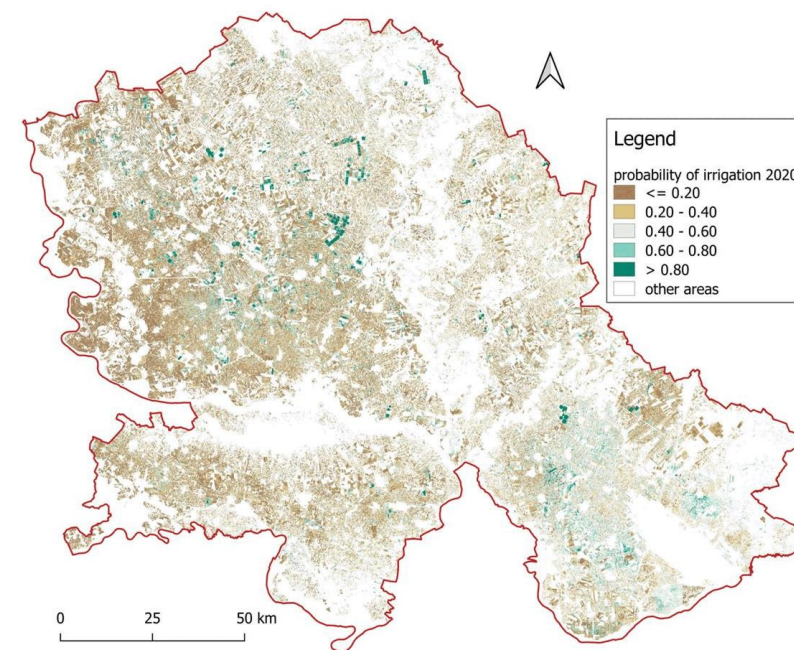 Legend
probability of irrigation 2020
<= 0.20
0.20 - 0.40
0.40 - 0.60
0.60 - 0.80
> 0.80
other areas
0 25 50 km